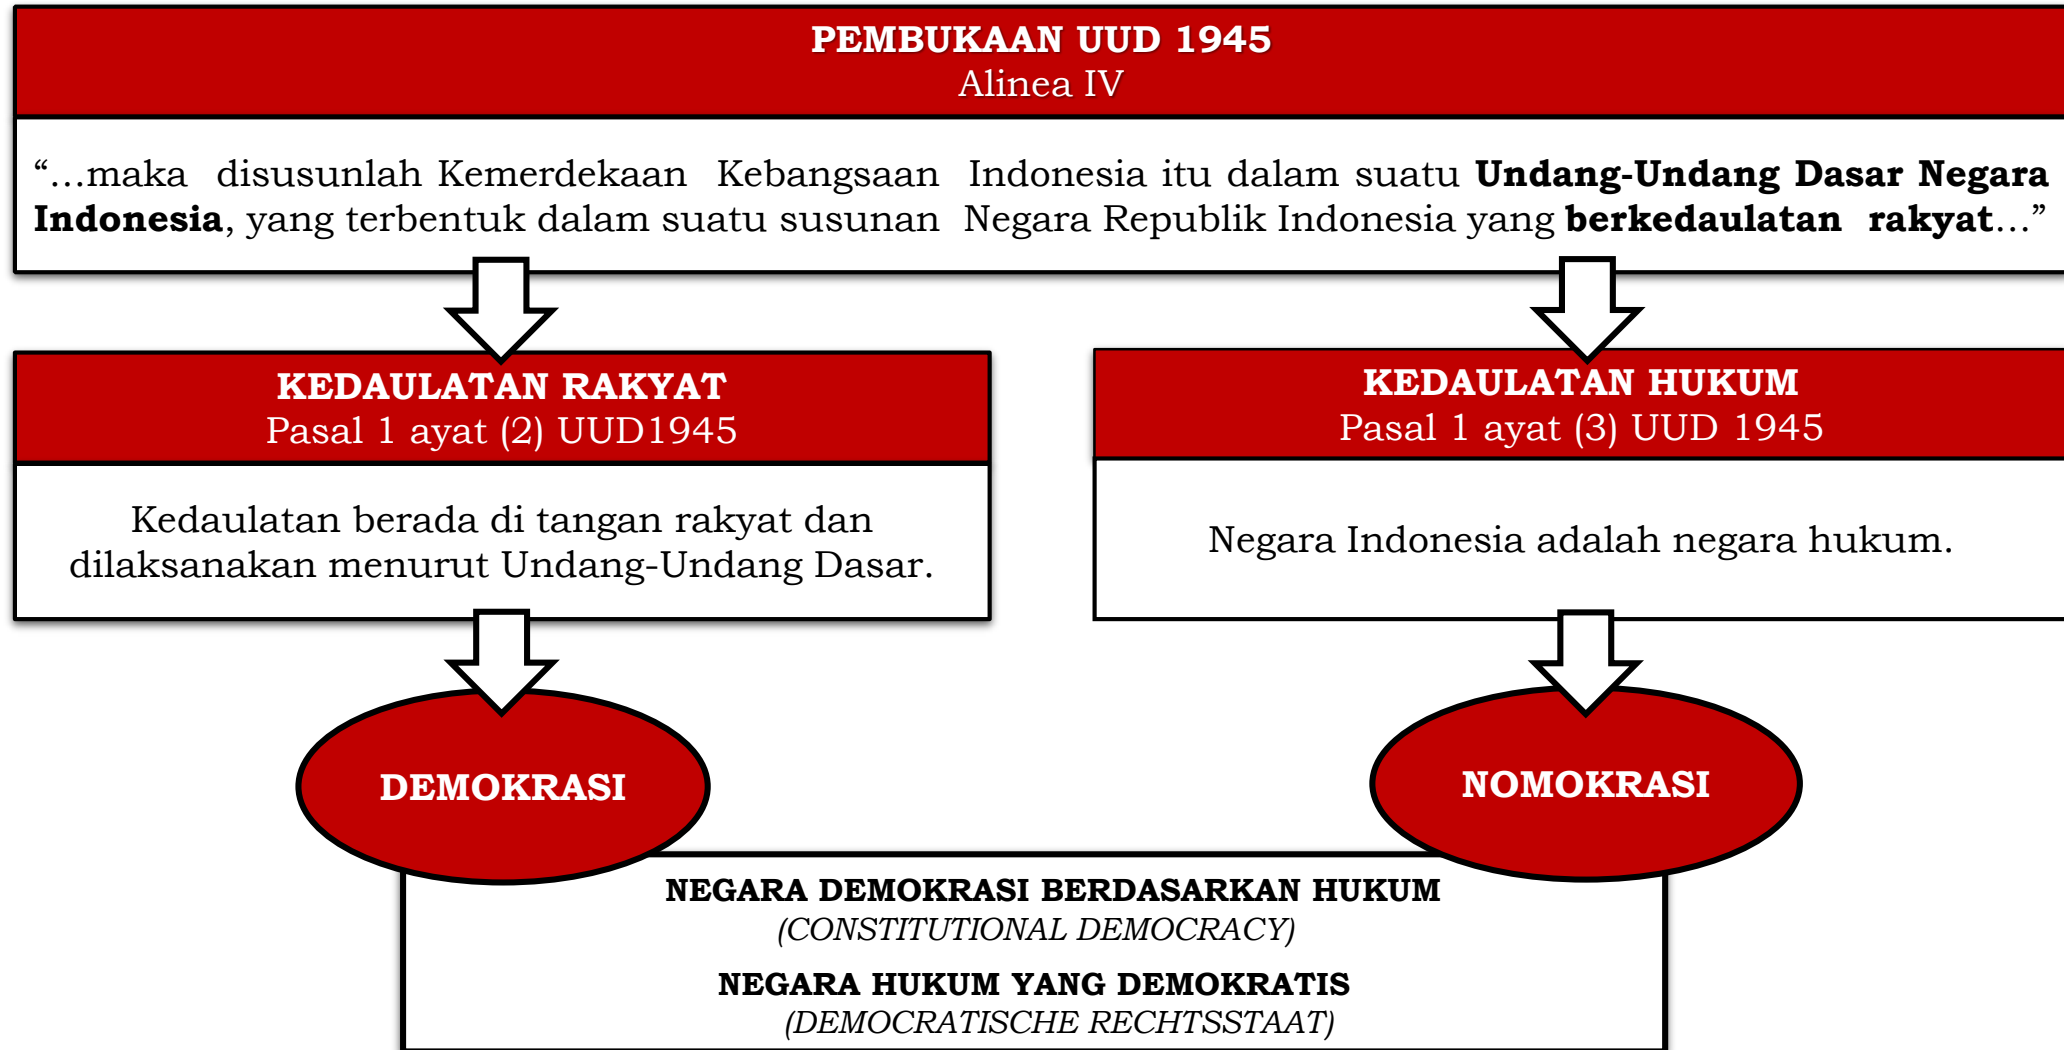 PEMBUKAAN UUD 1945
Alinea IV
“…maka disusunlah Kemerdekaan Kebangsaan Indonesia itu dalam suatu Undang-Undang Dasar Negara
Indonesia, yang terbentuk dalam suatu susunan Negara Republik Indonesia yang berkedaulatan rakyat…”
KEDAULATAN RAKYAT
Pasal 1 ayat (2) UUD1945
Kedaulatan berada di tangan rakyat dan
dilaksanakan menurut Undang-Undang Dasar.
KEDAULATAN HUKUM
Pasal 1 ayat (3) UUD 1945
Negara Indonesia adalah negara hukum.
DEMOKRASI
NOMOKRASI
NEGARA DEMOKRASI BERDASARKAN HUKUM
(CONSTITUTIONAL DEMOCRACY)
NEGARA HUKUM YANG DEMOKRATIS
(DEMOCRATISCHE RECHTSSTAAT)